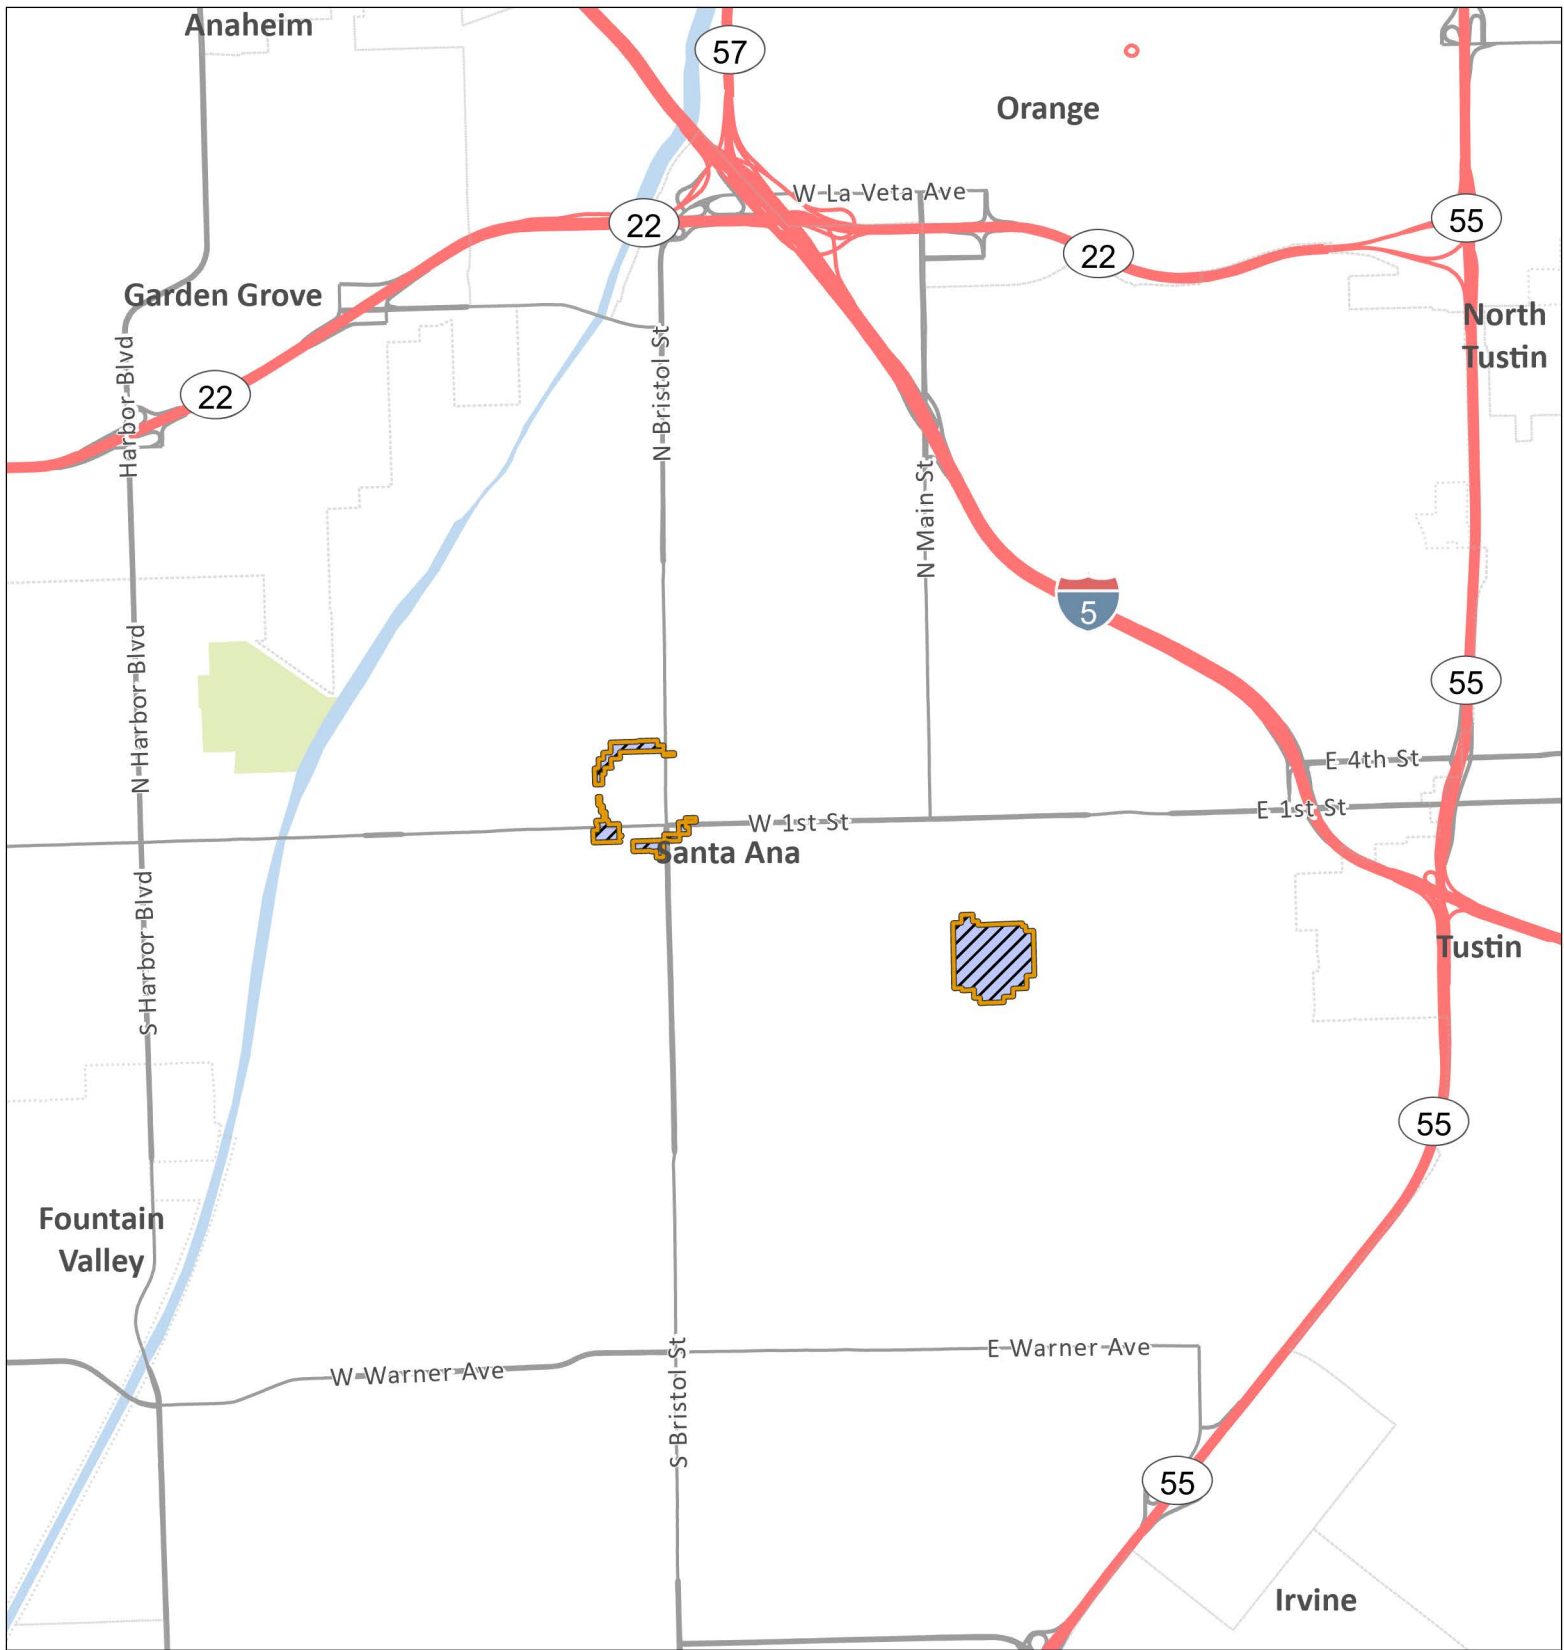 Anaheim
57
Orange
W La Veta Ave
22
55
22
Garden Grove
North
Tustin
Harbor Blvd
N Bristol St
22
N Main St
5
N Harbor Blvd
55
E 4th St
E 1st St
W 1st St
Santa Ana
S Harbor Blvd
Tustin
55
Fountain
Valley
E Warner Ave
W Warner Ave
S Bristol St
55
Irvine